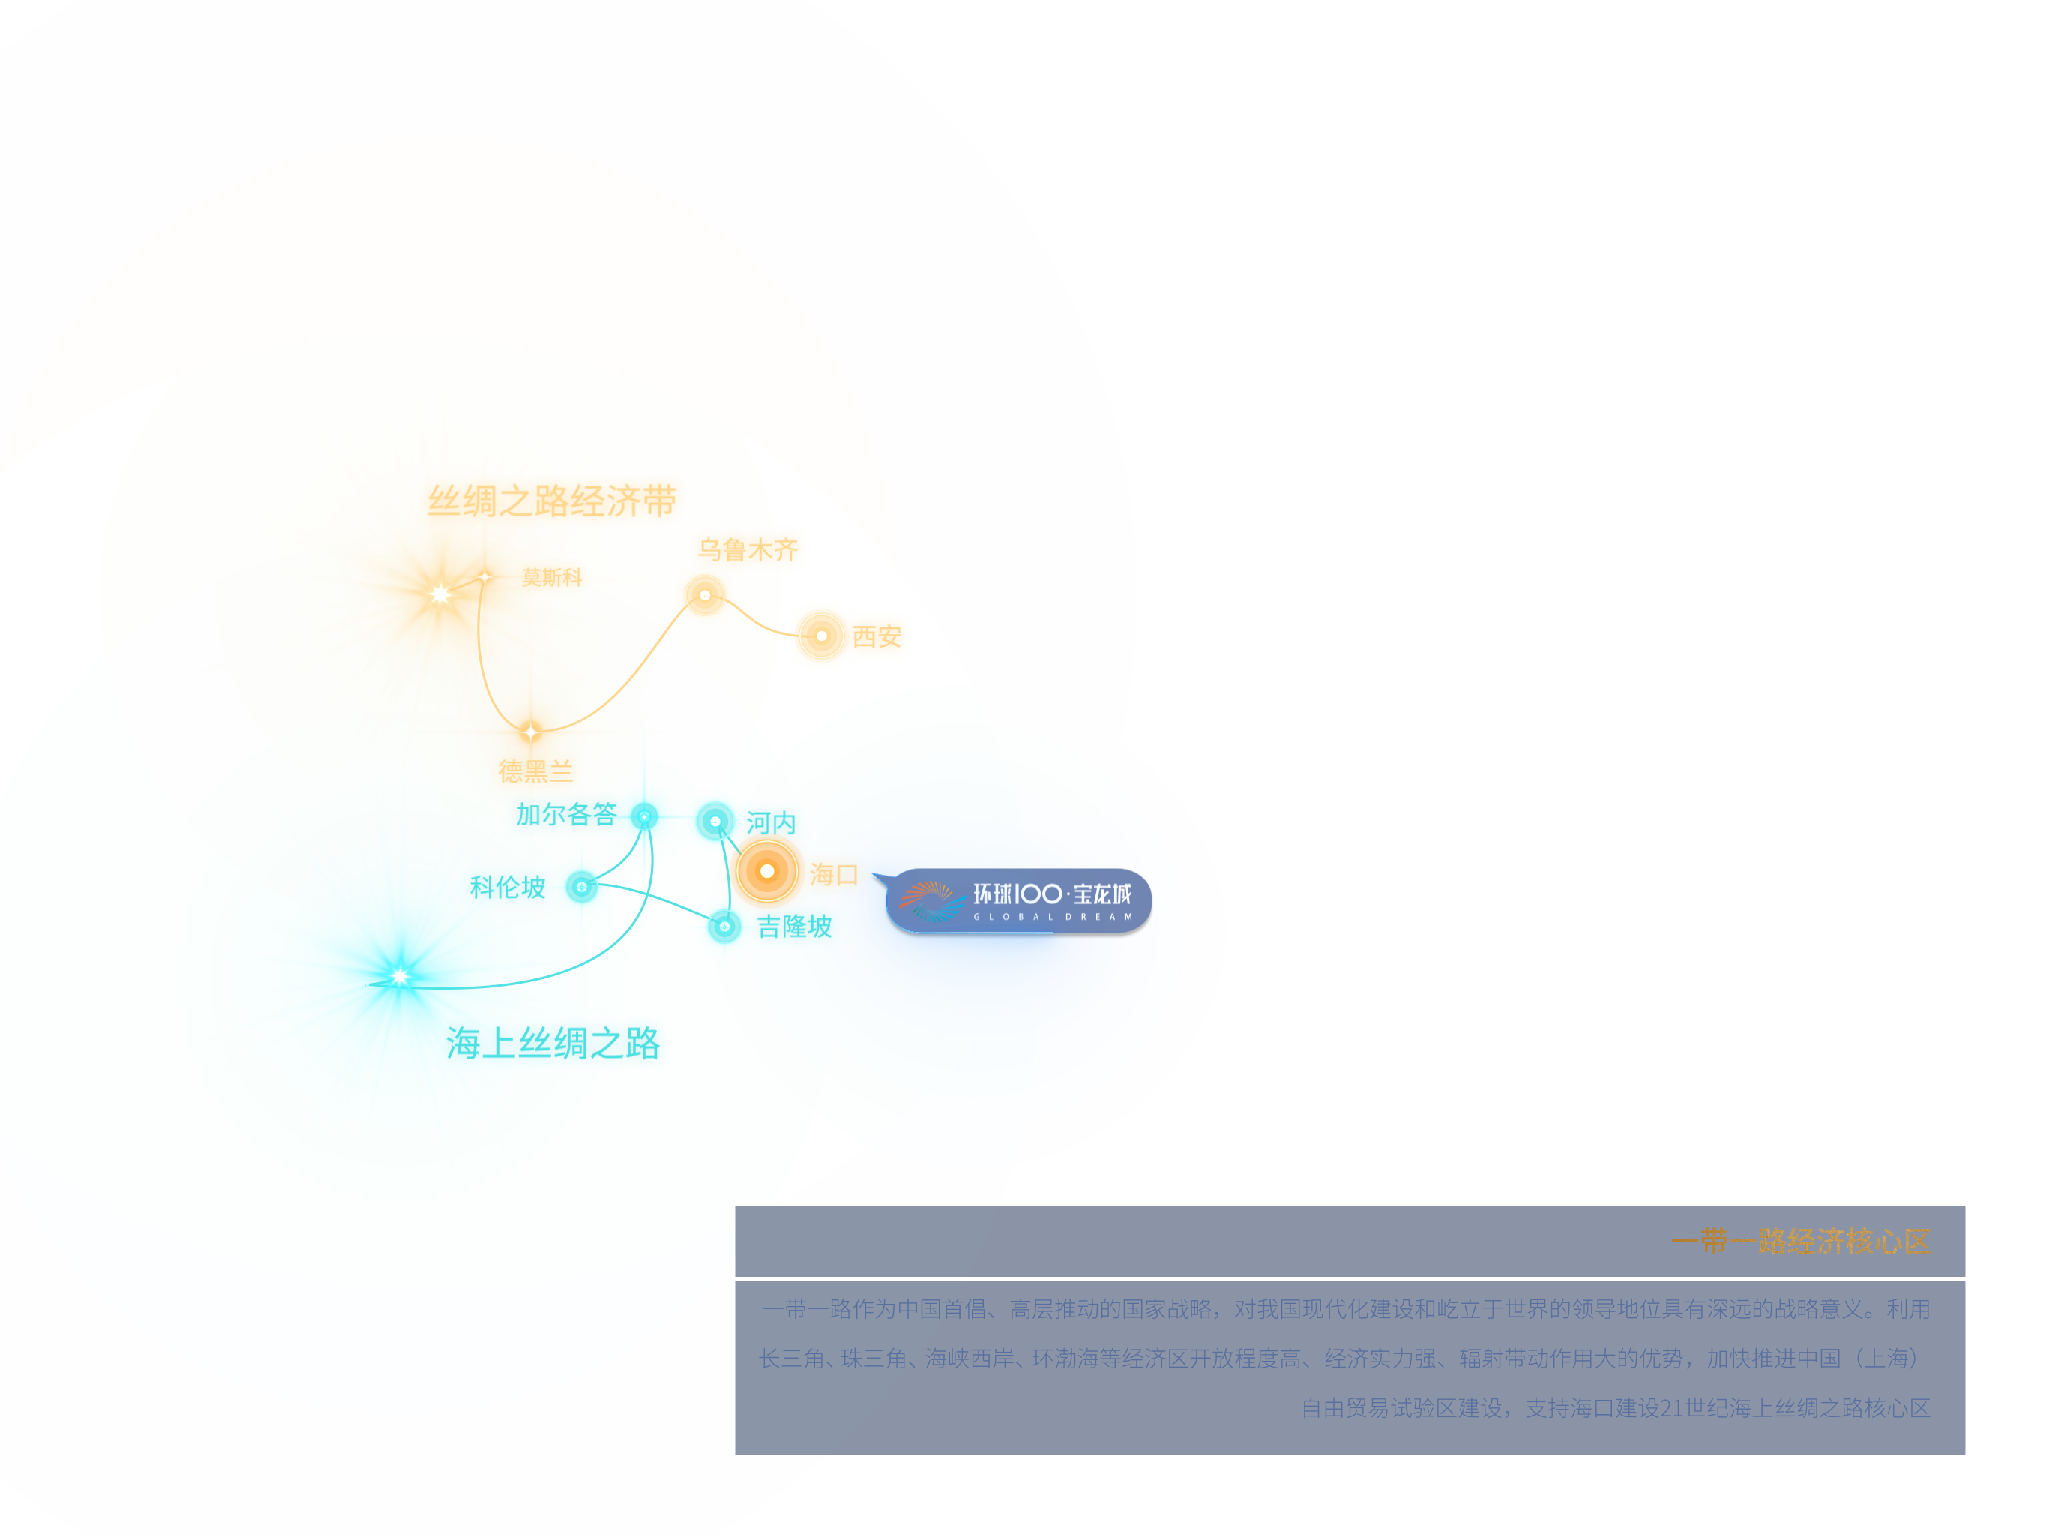 丝绸之路经济带
乌鲁木齐
莫斯科
西安
德黑兰
加尔各答
河内
海口
科伦坡
环球100·宝龙城
GLOBAL DREAM
吉隆坡
海上丝绸之路
一带一路经济核心区
一带一路作为中国首倡、高层推动的国家战略，对我国现代化建设和屹立于世界的领导地位具有深远的战略意义。利用
长三角、珠三角、海峡西岸、环渤海等经济区开放程度高、经济实力强、辐射带动作用大的优势，加快推进中国（上海）
自由贸易试验区建设，支持海口建设21世纪海上丝绸之路核心区